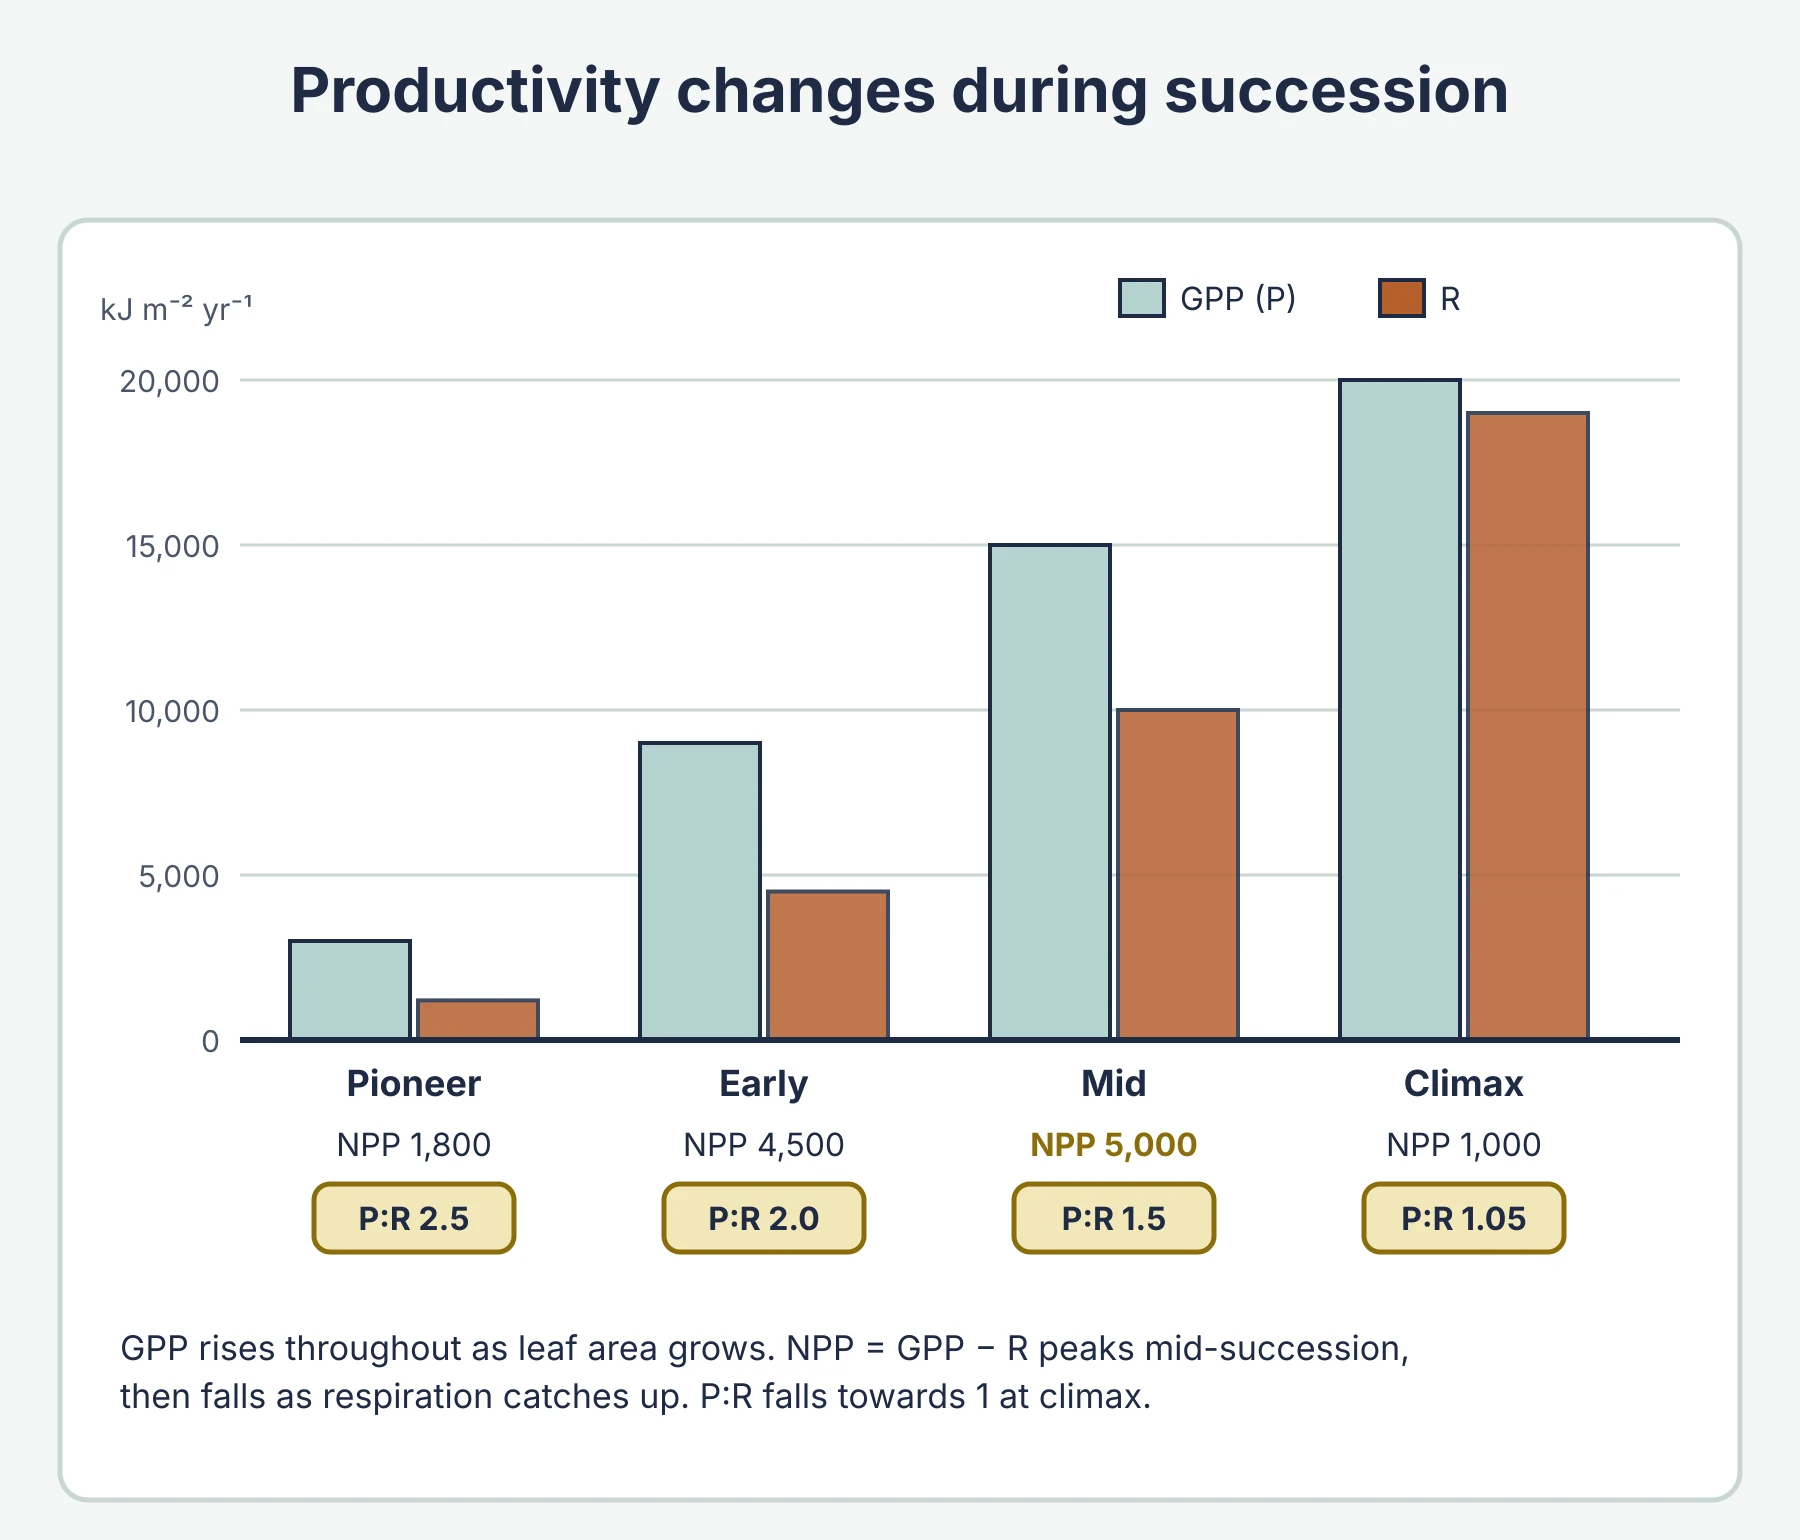 Productivity changes during succession
kJ m⁻² yr⁻¹
GPP (P)
R
20,000
15,000
10,000
5,000
0
Pioneer
Early
Mid
Climax
NPP 1,800
NPP 4,500
NPP 5,000
NPP 1,000
P:R 2.5
P:R 2.0
P:R 1.5
P:R 1.05
GPP rises throughout as leaf area grows. NPP = GPP − R peaks mid-succession,
then falls as respiration catches up. P:R falls towards 1 at climax.